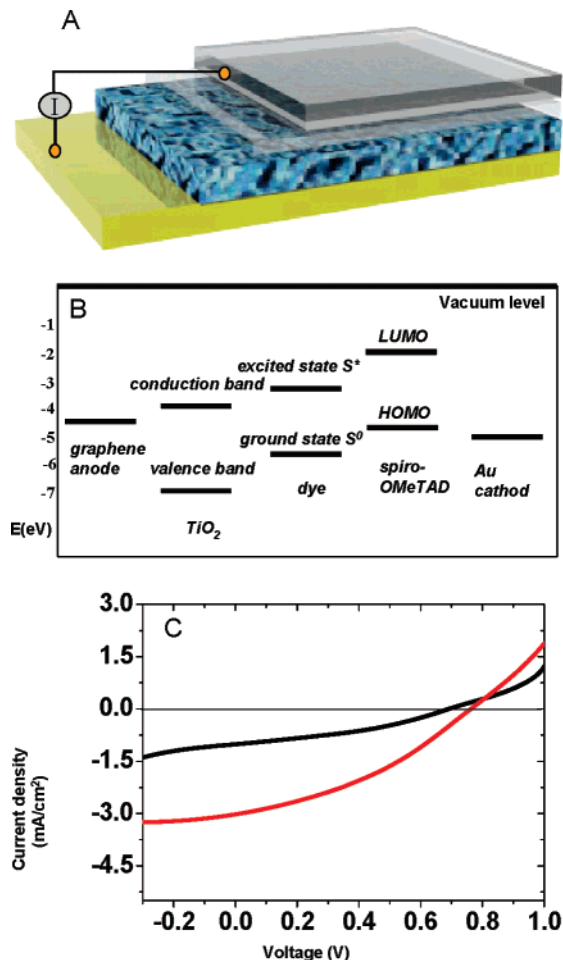 A
I
B
Vacuum level
-1
LUMO
-2
excited state S*
-3
conduction band
-4
HOMO
-5
graphene
anode
ground state S⁰
-6
valence band
spiro-
OMeTAD
Au
cathod
dye
-7
E(eV)
TiO₂
C
3.0
1.5
0.0
-1.5
-3.0
-4.5
Current density
(mA/cm²)
-0.2 0.0 0.2 0.4 0.6 0.8 1.0
Voltage (V)